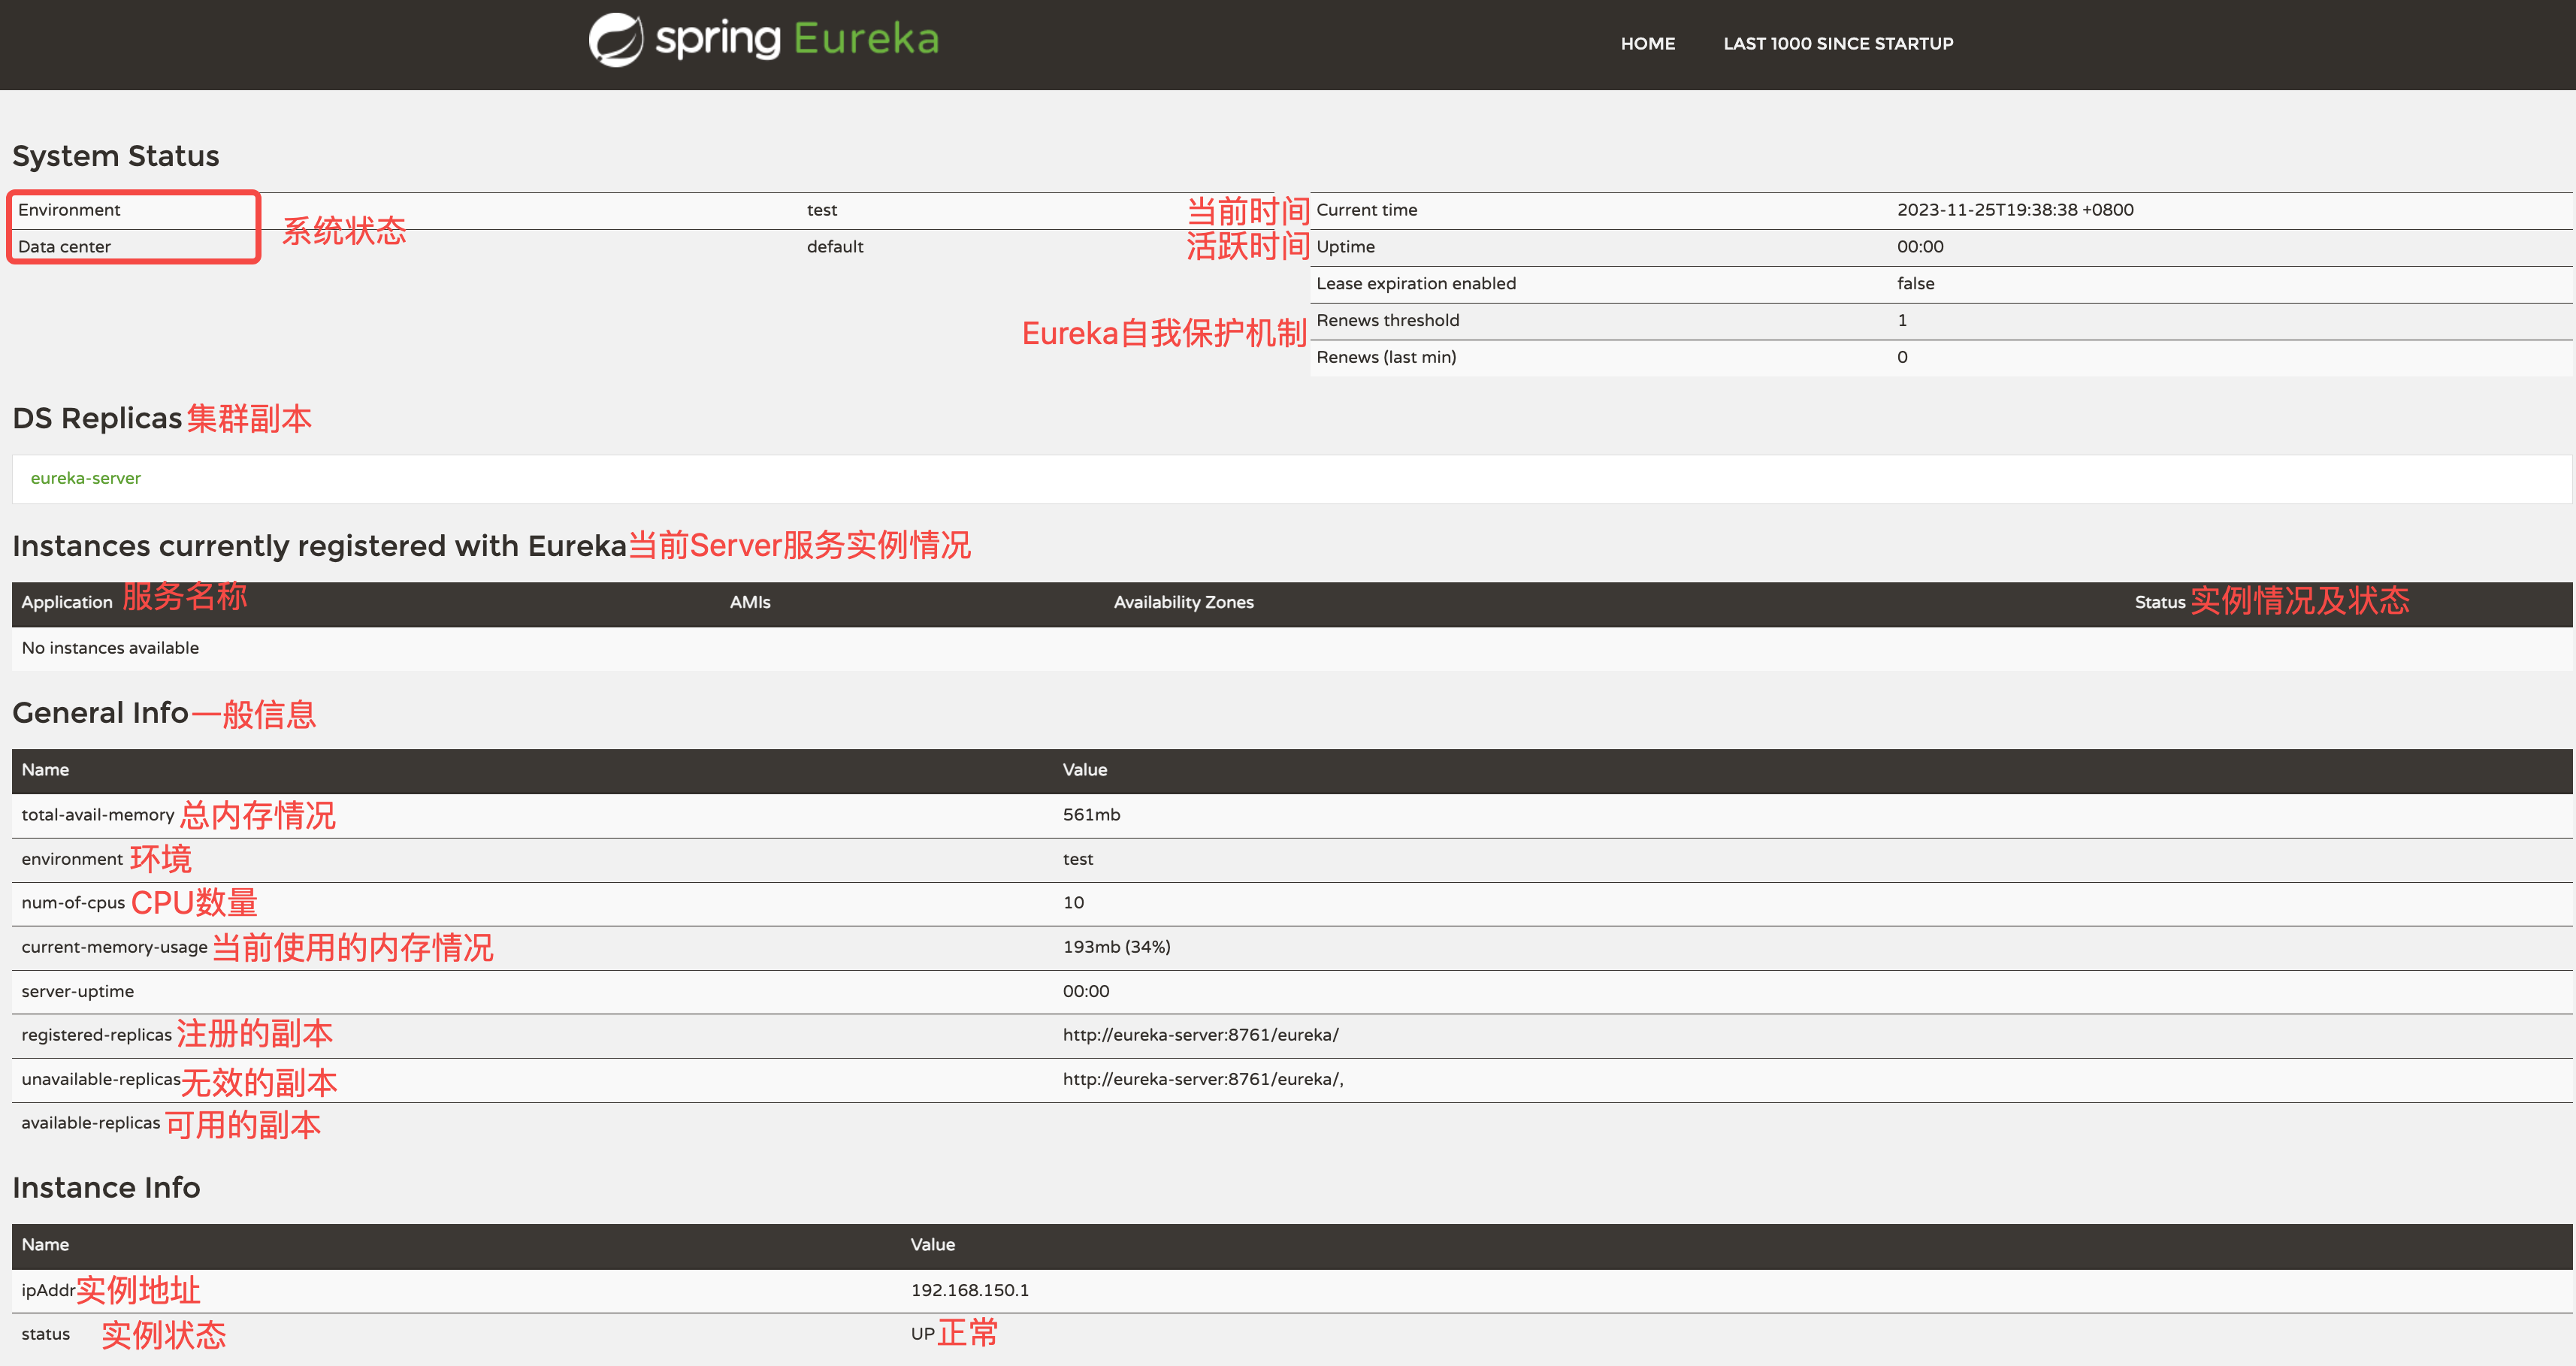 spring Eureka
HOME LAST 1000 SINCE STARTUP
System Status
Environment test
系统状态
Data center default
当前时间 Current time 2023-11-25T19:38:38 +0800
活跃时间 Uptime 00:00
Lease expiration enabled false
Eureka自我保护机制 Renews threshold 1
Renews (last min) 0
DS Replicas 集群副本
eureka-server
Instances currently registered with Eureka当前Server服务实例情况
Application 服务名称 AMIs Availability Zones Status 实例情况及状态
No instances available
General Info 一般信息
Name Value
total-avail-memory 总内存情况 561mb
environment 环境 test
num-of-cpus CPU数量 10
current-memory-usage 当前使用的内存情况 193mb (34%)
server-uptime 00:00
registered-replicas 注册的副本 http://eureka-server:8761/eureka/
unavailable-replicas 无效的副本 http://eureka-server:8761/eureka/,
available-replicas 可用的副本
Instance Info
Name Value
ipAddr 实例地址 192.168.150.1
status 实例状态 UP 正常